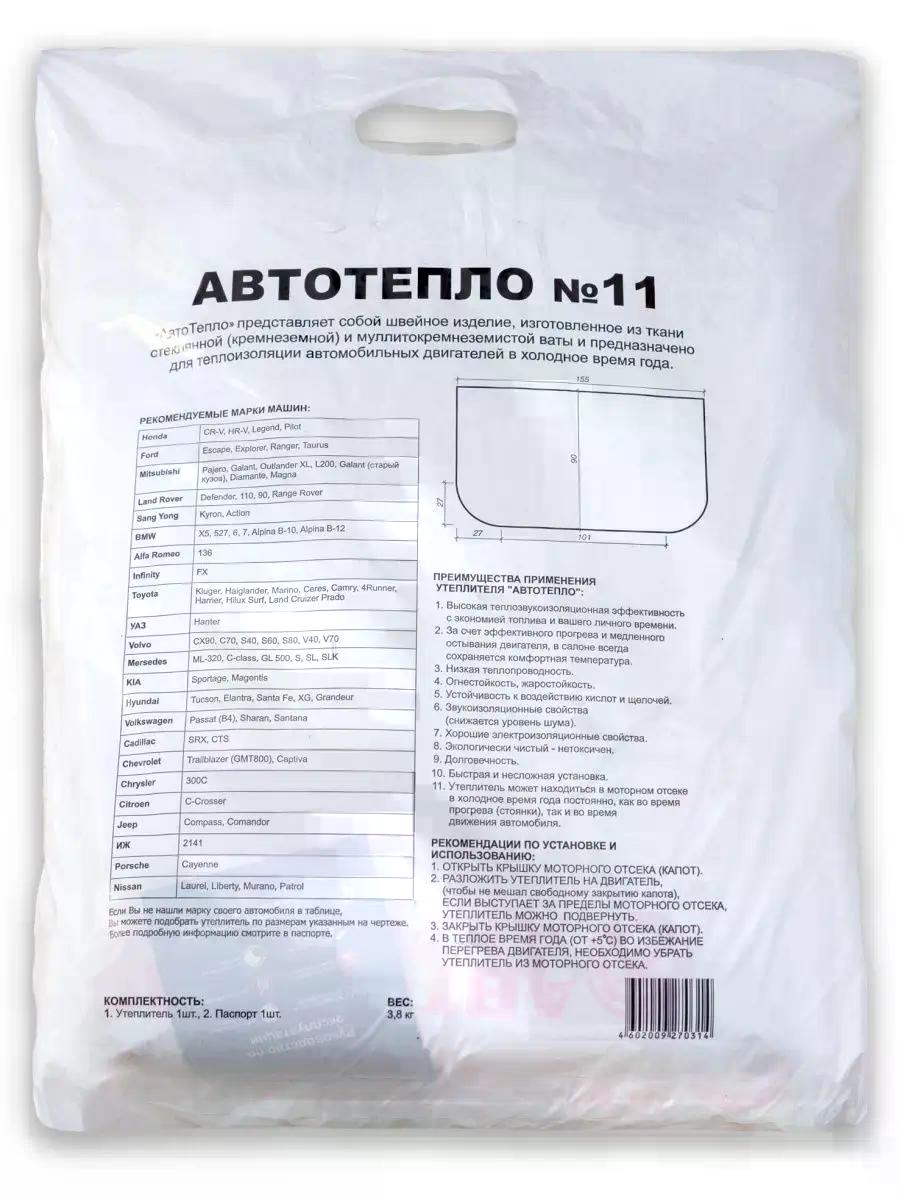 АВТОТЕПЛО №11
«АвтоТепло» представляет собой швейное изделие, изготовленное из ткани
стеклянной (кремнеземной) и муллитокремнеземистой ваты и предназначено
для теплоизоляции автомобильных двигателей в холодное время года.
РЕКОМЕНДУЕМЫЕ МАРКИ МАШИН:
Honda CR-V, HR-V, Legend, Pilot
Ford Escape, Explorer, Ranger, Taurus
Mitsubishi Pajero, Galant, Outlander XL, L200, Galant (старый
кузов), Diamante, Magna
Land Rover Defender, 110, 90, Range Rover
Sang Yong Kyron, Action
BMW X5, 527, 6, 7, Alpina B-10, Alpina B-12
Alfa Romeo 136
Infinity FX
Toyota Kluger, Haiglander, Marino, Ceres, Camry, 4Runner,
Harrier, Hilux Surf, Land Cruizer Prado
УАЗ Hanter
Volvo CX90, C70, S40, S60, S80, V40, V70
Mersedes ML-320, C-class, GL 500, S, SL, SLK
KIA Sportage, Magentis
Hyundai Tucson, Elantra, Santa Fe, XG, Grandeur
Volkswagen Passat (B4), Sharan, Santana
Cadillac SRX, CTS
Chevrolet Trailblazer (GMT800), Captiva
Chrysler 300C
Citroen C-Crosser
Jeep Compass, Comandor
ИЖ 2141
Porsche Cayenne
Nissan Laurel, Liberty, Murano, Patrol
Если Вы не нашли марку своего автомобиля в таблице,
Вы можете подобрать утеплитель по размерам указанным на чертеже.
Более подробную информацию смотрите в паспорте.
КОМПЛЕКТНОСТЬ:
1. Утеплитель 1шт., 2. Паспорт 1шт.
ВЕС:
3,8 кг
155
90
27
27
101
ПРЕИМУЩЕСТВА ПРИМЕНЕНИЯ
УТЕПЛИТЕЛЯ "АВТОТЕПЛО":
1. Высокая теплозвукоизоляционная эффективность
с экономией топлива и вашего личного времени.
2. За счет эффективного прогрева и медленного
остывания двигателя, в салоне всегда
сохраняется комфортная температура.
3. Низкая теплопроводность.
4. Огнестойкость, жаростойкость.
5. Устойчивость к воздействию кислот и щелочей.
6. Звукоизоляционные свойства
(снижается уровень шума).
7. Хорошие электроизоляционные свойства.
8. Экологически чистый - нетоксичен.
9. Долговечность.
10. Быстрая и несложная установка.
11. Утеплитель может находиться в моторном отсеке
в холодное время года постоянно, как во время
прогрева (стоянки), так и во время
движения автомобиля.
РЕКОМЕНДАЦИИ ПО УСТАНОВКЕ И
ИСПОЛЬЗОВАНИЮ:
1. ОТКРЫТЬ КРЫШКУ МОТОРНОГО ОТСЕКА (КАПОТ).
2. РАЗЛОЖИТЬ УТЕПЛИТЕЛЬ НА ДВИГАТЕЛЬ,
(чтобы не мешал свободному закрытию капота),
ЕСЛИ ВЫСТУПАЕТ ЗА ПРЕДЕЛЫ МОТОРНОГО ОТСЕКА,
УТЕПЛИТЕЛЬ МОЖНО ПОДВЕРНУТЬ.
3. ЗАКРЫТЬ КРЫШКУ МОТОРНОГО ОТСЕКА (КАПОТ).
4. В ТЕПЛОЕ ВРЕМЯ ГОДА (ОТ +5°С) ВО ИЗБЕЖАНИЕ
ПЕРЕГРЕВА ДВИГАТЕЛЯ, НЕОБХОДИМО УБРАТЬ
УТЕПЛИТЕЛЬ ИЗ МОТОРНОГО ОТСЕКА.
4 602009 270314